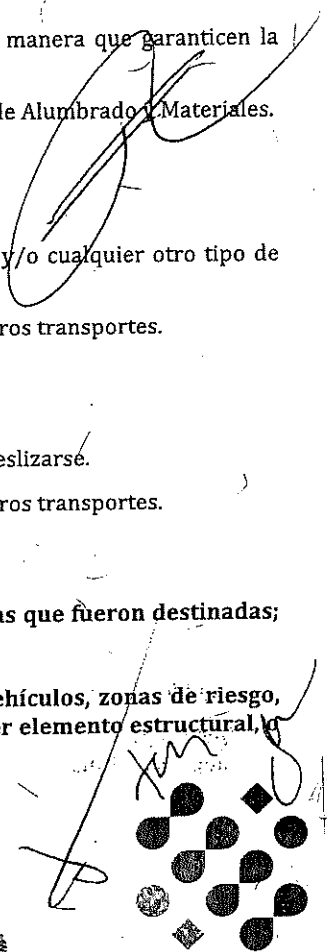 manera que garanticen la
de Alumbrado y Materiales.
y/o cualquier otro tipo de
ros transportes.
eslizarse.
ros transportes.
as que fueron destinadas;
ehículos, zonas de riesgo,
er elemento estructural, o